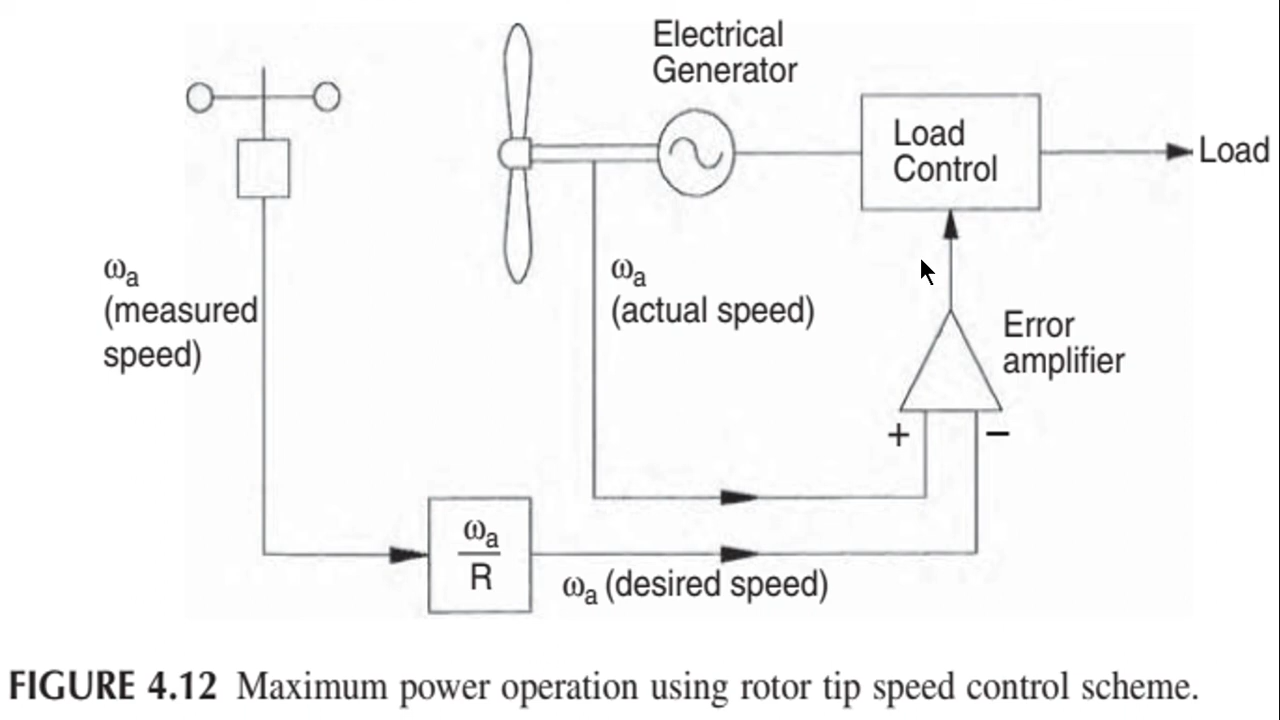 Electrical
Generator
Load
Control
Load
ωa
(measured
speed)
ωa
(actual speed)
Error
amplifier
+
−
ωa
R
ωa (desired speed)
FIGURE 4.12 Maximum power operation using rotor tip speed control scheme.